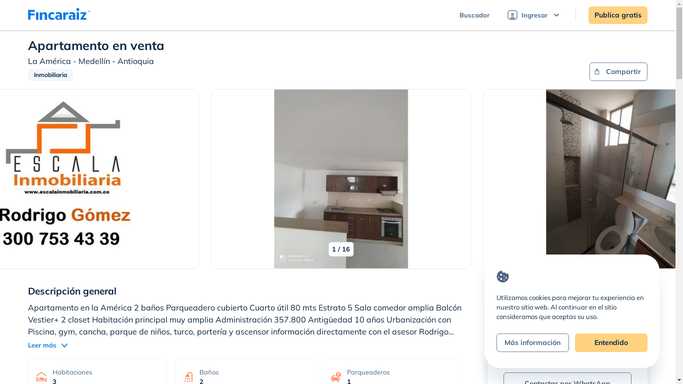 Fincaraiz
Buscador
Ingresar
Publica gratis
Apartamento en venta
La América - Medellín - Antioquia
Inmobiliaria
Compartir
ESCALA
Inmobiliaria
www.escalainmobiliaria.com.co
Rodrigo Gómez
300 753 43 39
1 / 16
Descripción general
Apartamento en la América 2 baños Parqueadero cubierto Cuarto útil 80 mts Estrato 5 Sala comedor amplia Balcón
Vestier+ 2 closet Habitación principal muy amplia Administración 357.800 Antigüedad 10 años Urbanización con
Piscina, gym, cancha, parque de niños, turco, portería y ascensor información directamente con el asesor Rodrigo...
Leer más
Habitaciones
3
Baños
2
Parqueaderos
1
Utilizamos cookies para mejorar tu experiencia en
nuestro sitio web. Al continuar en el sitio
consideramos que aceptas su uso.
Más información
Entendido
Contactar por WhatsApp